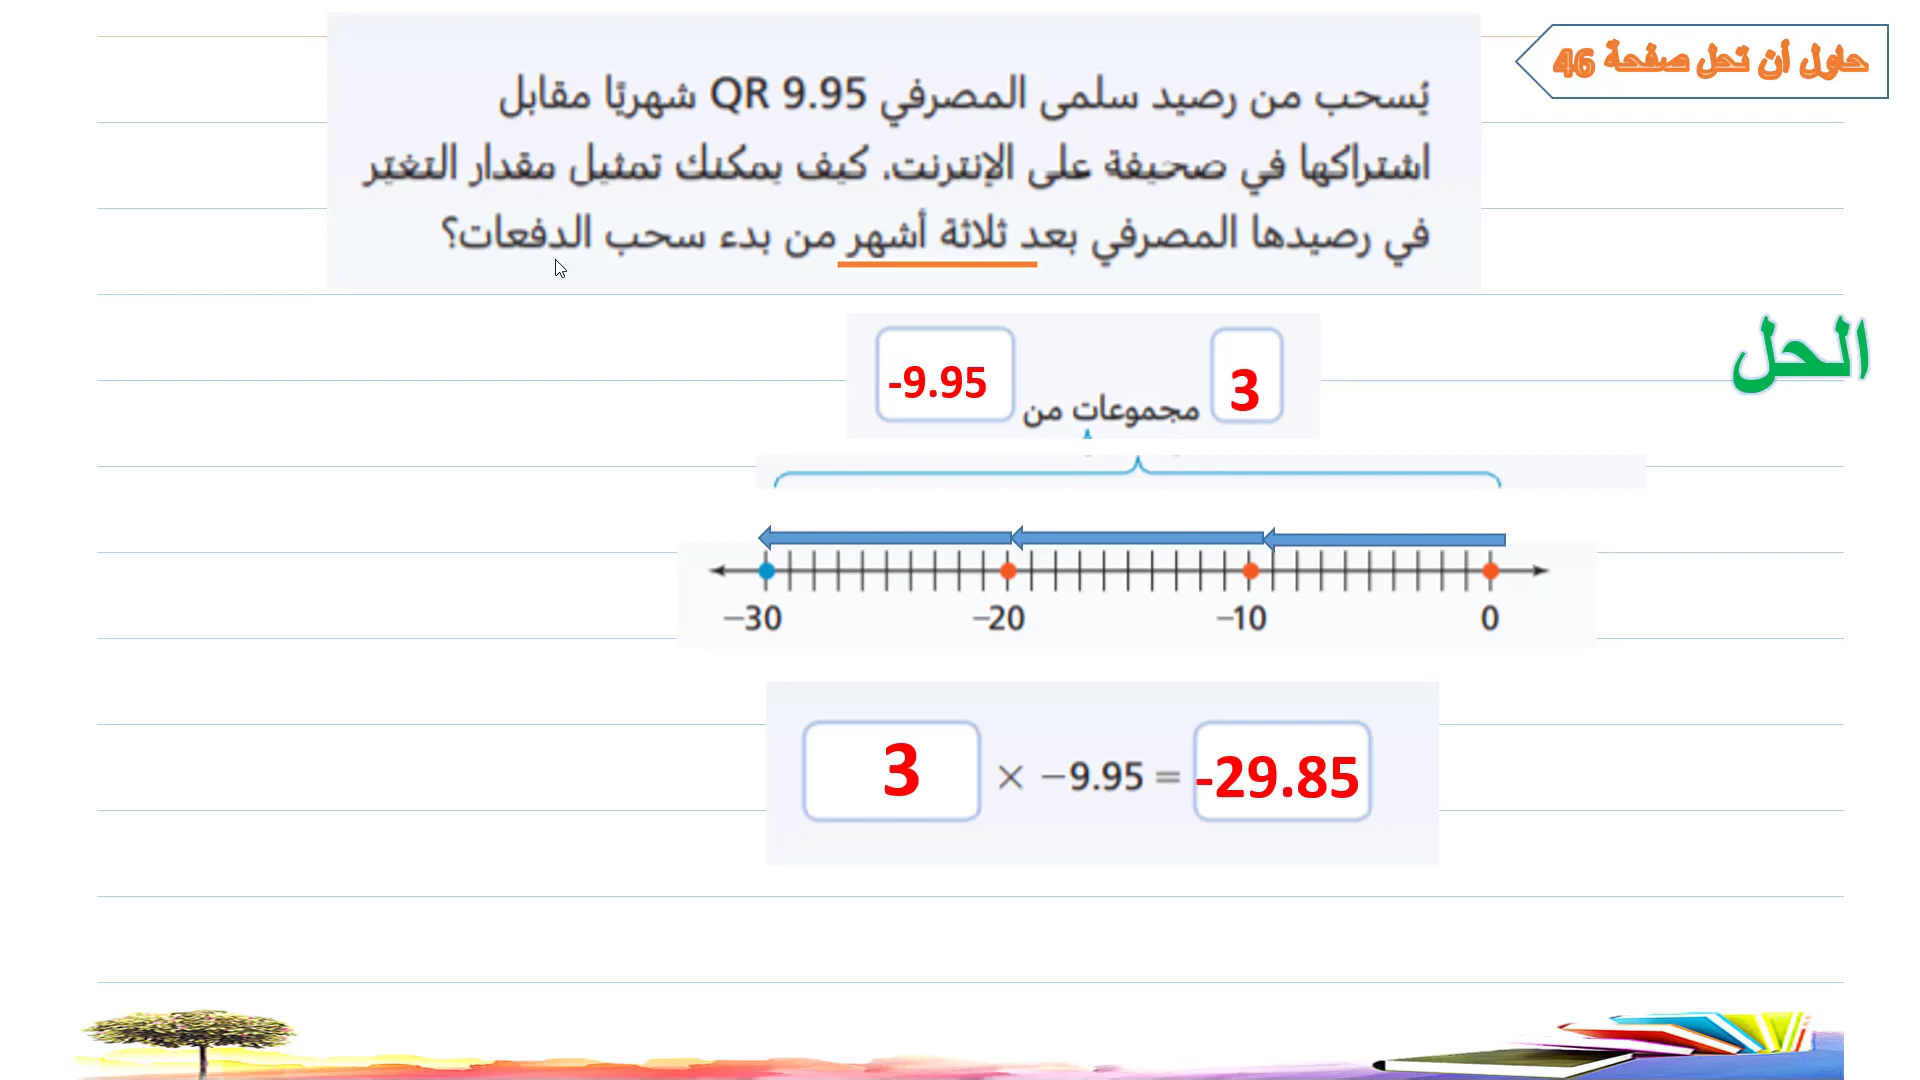 حاول أن تحل صفحة 46
يُسحب من رصيد سلمى المصرفي QR 9.95 شهريًا مقابل
اشتراكها في صحيفة على الإنترنت. كيف يمكنك تمثيل مقدار التغيّر
في رصيدها المصرفي بعد ثلاثة أشهر من بدء سحب الدفعات؟
الحل
3 مجموعات من -9.95
−30 −20 −10 0
3 × −9.95 = -29.85